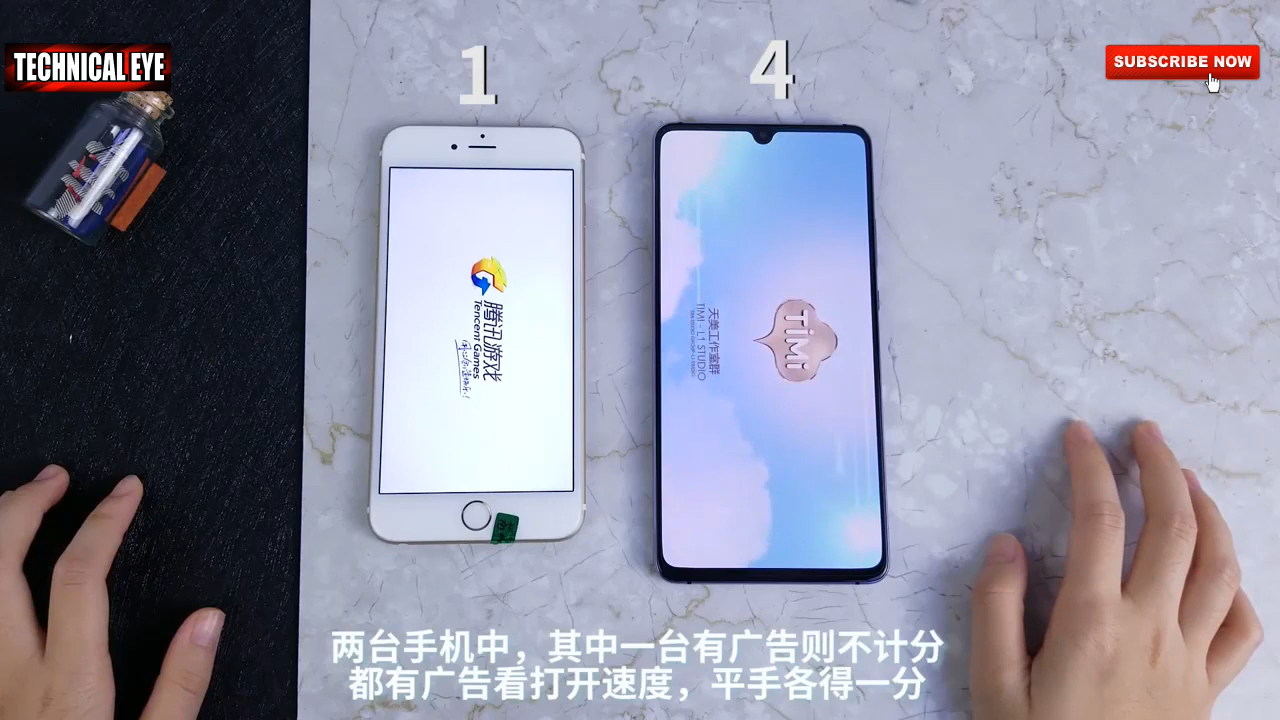 TECHNICAL EYE
SUBSCRIBE NOW
1
4
腾讯游戏
Tencent Games
TiMi
天美工作室群
TIMI - L1 STUDIO
两台手机中，其中一台有广告则不计分
都有广告看打开速度，平手各得一分